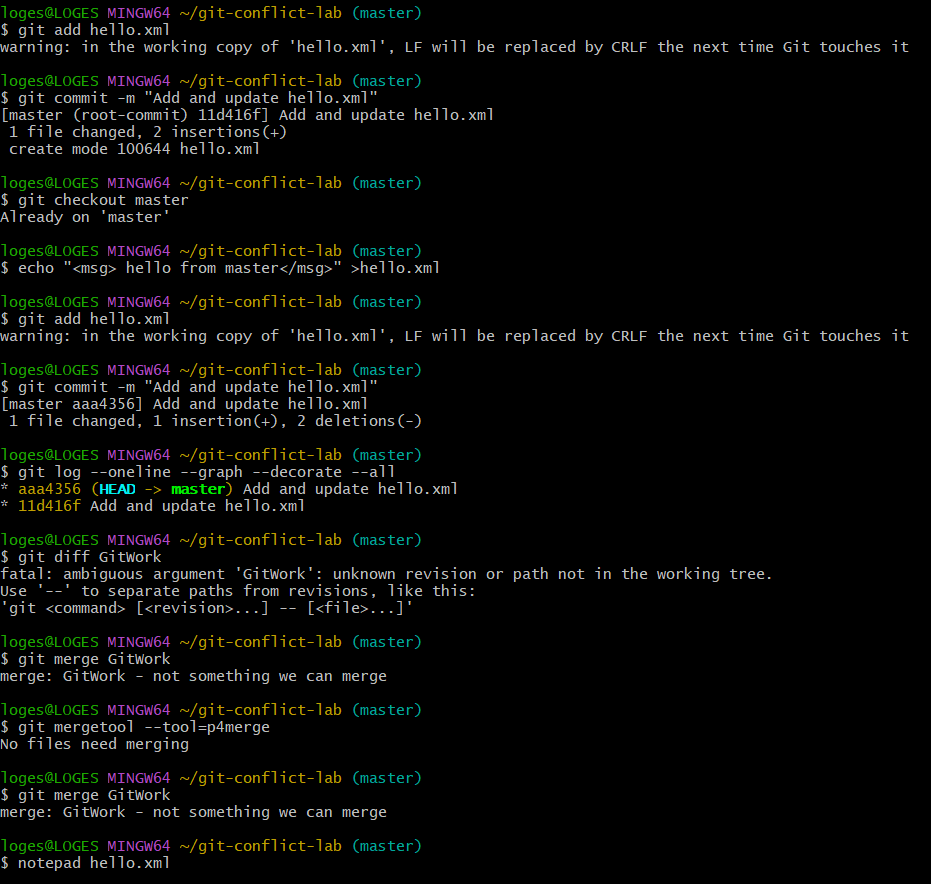 loges@LOGES MINGW64 ~/git-conflict-lab (master)
$ git add hello.xml
warning: in the working copy of 'hello.xml', LF will be replaced by CRLF the next time Git touches it
loges@LOGES MINGW64 ~/git-conflict-lab (master)
$ git commit -m "Add and update hello.xml"
[master (root-commit) 11d416f] Add and update hello.xml
 1 file changed, 2 insertions(+)
 create mode 100644 hello.xml
loges@LOGES MINGW64 ~/git-conflict-lab (master)
$ git checkout master
Already on 'master'
loges@LOGES MINGW64 ~/git-conflict-lab (master)
$ echo "<msg> hello from master</msg>" >hello.xml
loges@LOGES MINGW64 ~/git-conflict-lab (master)
$ git add hello.xml
warning: in the working copy of 'hello.xml', LF will be replaced by CRLF the next time Git touches it
loges@LOGES MINGW64 ~/git-conflict-lab (master)
$ git commit -m "Add and update hello.xml"
[master aaa4356] Add and update hello.xml
 1 file changed, 1 insertion(+), 2 deletions(-)
loges@LOGES MINGW64 ~/git-conflict-lab (master)
$ git log --oneline --graph --decorate --all
* aaa4356 (HEAD -> master) Add and update hello.xml
* 11d416f Add and update hello.xml
loges@LOGES MINGW64 ~/git-conflict-lab (master)
$ git diff GitWork
fatal: ambiguous argument 'GitWork': unknown revision or path not in the working tree.
Use '--' to separate paths from revisions, like this:
'git <command> [<revision>...] -- [<file>...]'
loges@LOGES MINGW64 ~/git-conflict-lab (master)
$ git merge GitWork
merge: GitWork - not something we can merge
loges@LOGES MINGW64 ~/git-conflict-lab (master)
$ git mergetool --tool=p4merge
No files need merging
loges@LOGES MINGW64 ~/git-conflict-lab (master)
$ git merge GitWork
merge: GitWork - not something we can merge
loges@LOGES MINGW64 ~/git-conflict-lab (master)
$ notepad hello.xml